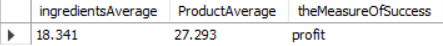 ingredientsAverage ProductAverage theMeasureOfSuccess
18.341 27.293 profit